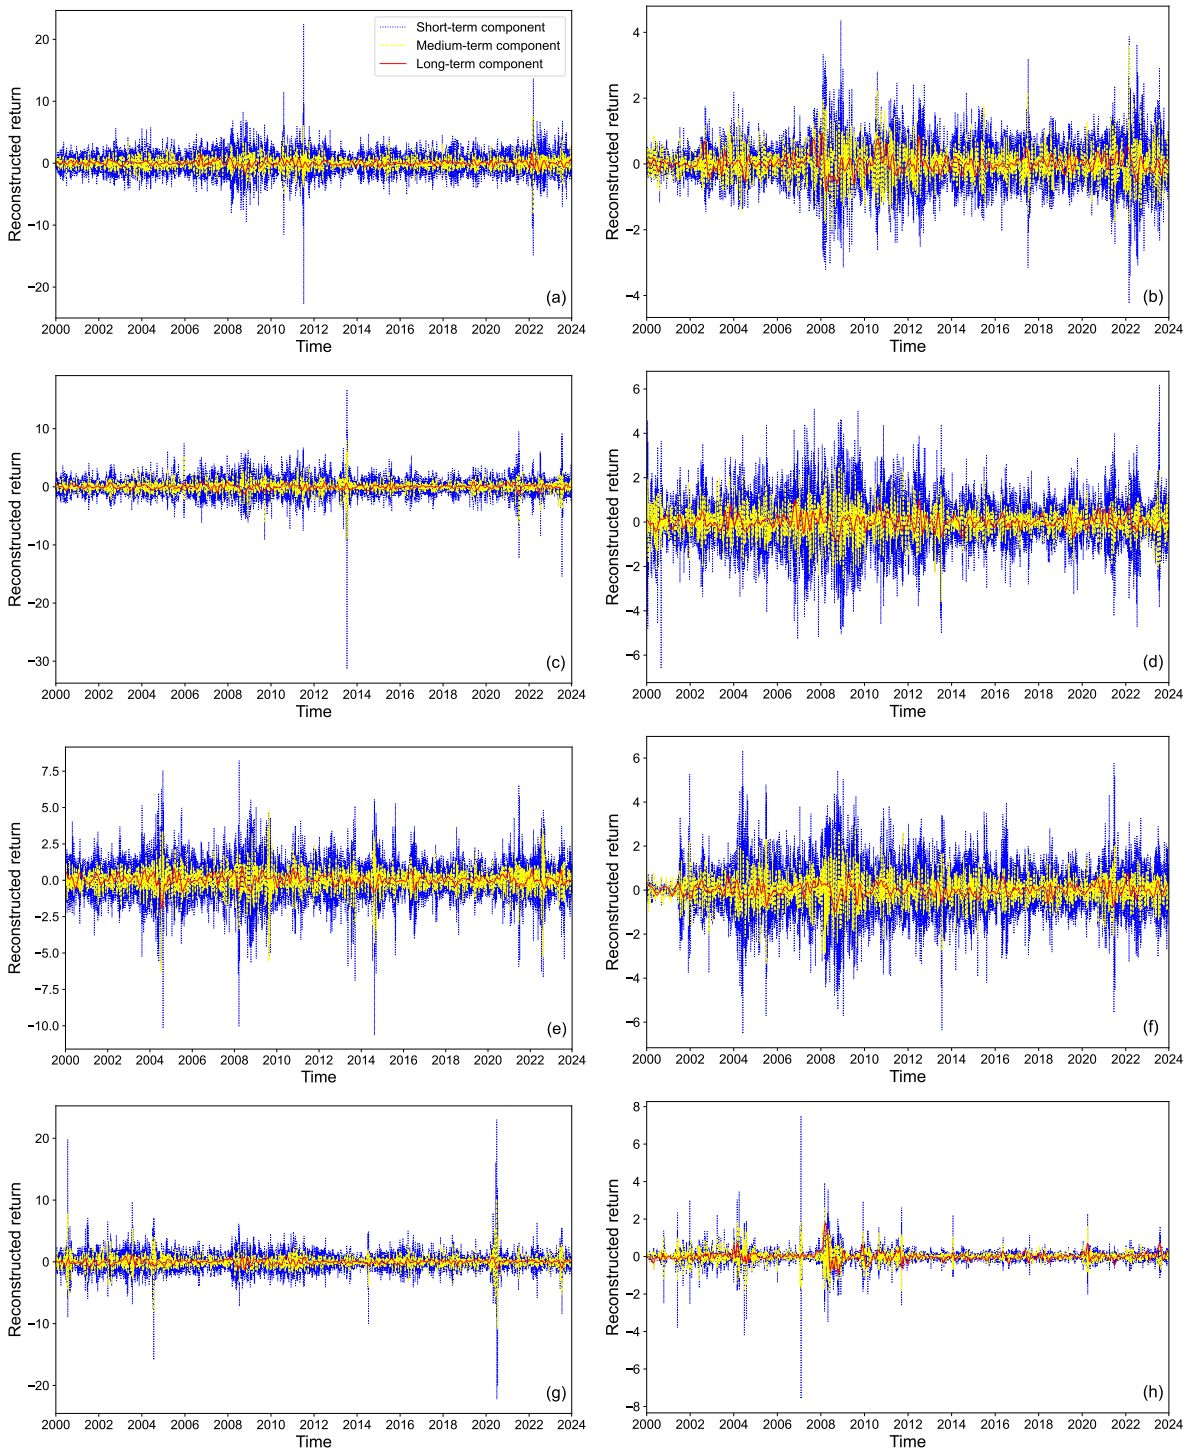 Reconstructed return
20
10
0
−10
−20
Short-term component
Medium-term component
Long-term component
(a)
2000 2002 2004 2006 2008 2010 2012 2014 2016 2018 2020 2022 2024
Time
Reconstructed return
4
2
0
−2
−4
(b)
2000 2002 2004 2006 2008 2010 2012 2014 2016 2018 2020 2022 2024
Time
Reconstructed return
10
0
−10
−20
−30
(c)
2000 2002 2004 2006 2008 2010 2012 2014 2016 2018 2020 2022 2024
Time
Reconstructed return
6
4
2
0
−2
−4
−6
(d)
2000 2002 2004 2006 2008 2010 2012 2014 2016 2018 2020 2022 2024
Time
Reconstructed return
7.5
5.0
2.5
0.0
−2.5
−5.0
−7.5
−10.0
(e)
2000 2002 2004 2006 2008 2010 2012 2014 2016 2018 2020 2022 2024
Time
Reconstructed return
6
4
2
0
−2
−4
−6
(f)
2000 2002 2004 2006 2008 2010 2012 2014 2016 2018 2020 2022 2024
Time
Reconstructed return
20
10
0
−10
−20
(g)
2000 2002 2004 2006 2008 2010 2012 2014 2016 2018 2020 2022 2024
Time
Reconstructed return
8
6
4
2
0
−2
−4
−6
−8
(h)
2000 2002 2004 2006 2008 2010 2012 2014 2016 2018 2020 2022 2024
Time